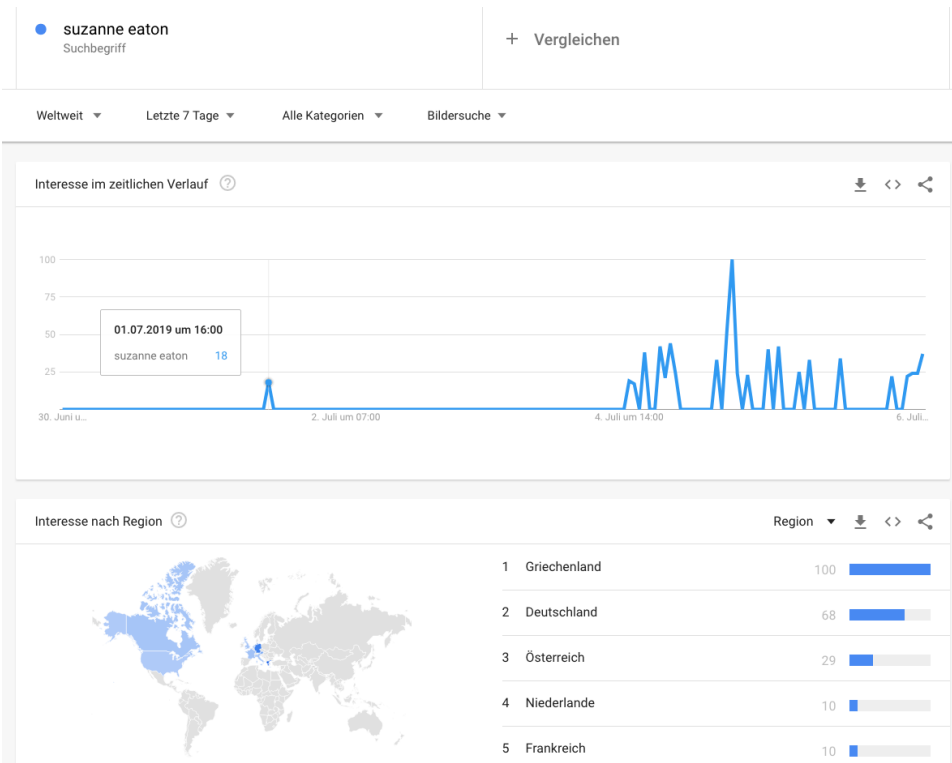 suzanne eaton
Suchbegriff
+ Vergleichen
Weltweit
Letzte 7 Tage
Alle Kategorien
Bildersuche
Interesse im zeitlichen Verlauf ?
100
75
50
25
01.07.2019 um 16:00
suzanne eaton 18
30. Juni u...
2. Juli um 07:00
4. Juli um 14:00
6. Juli...
Interesse nach Region ?
Region
1 Griechenland 100
2 Deutschland 68
3 Österreich 29
4 Niederlande 10
5 Frankreich 10